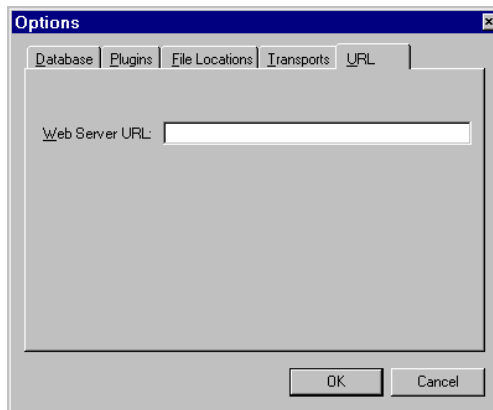 Options
Database Plugins File Locations Transports URL
Web Server URL:
OK Cancel